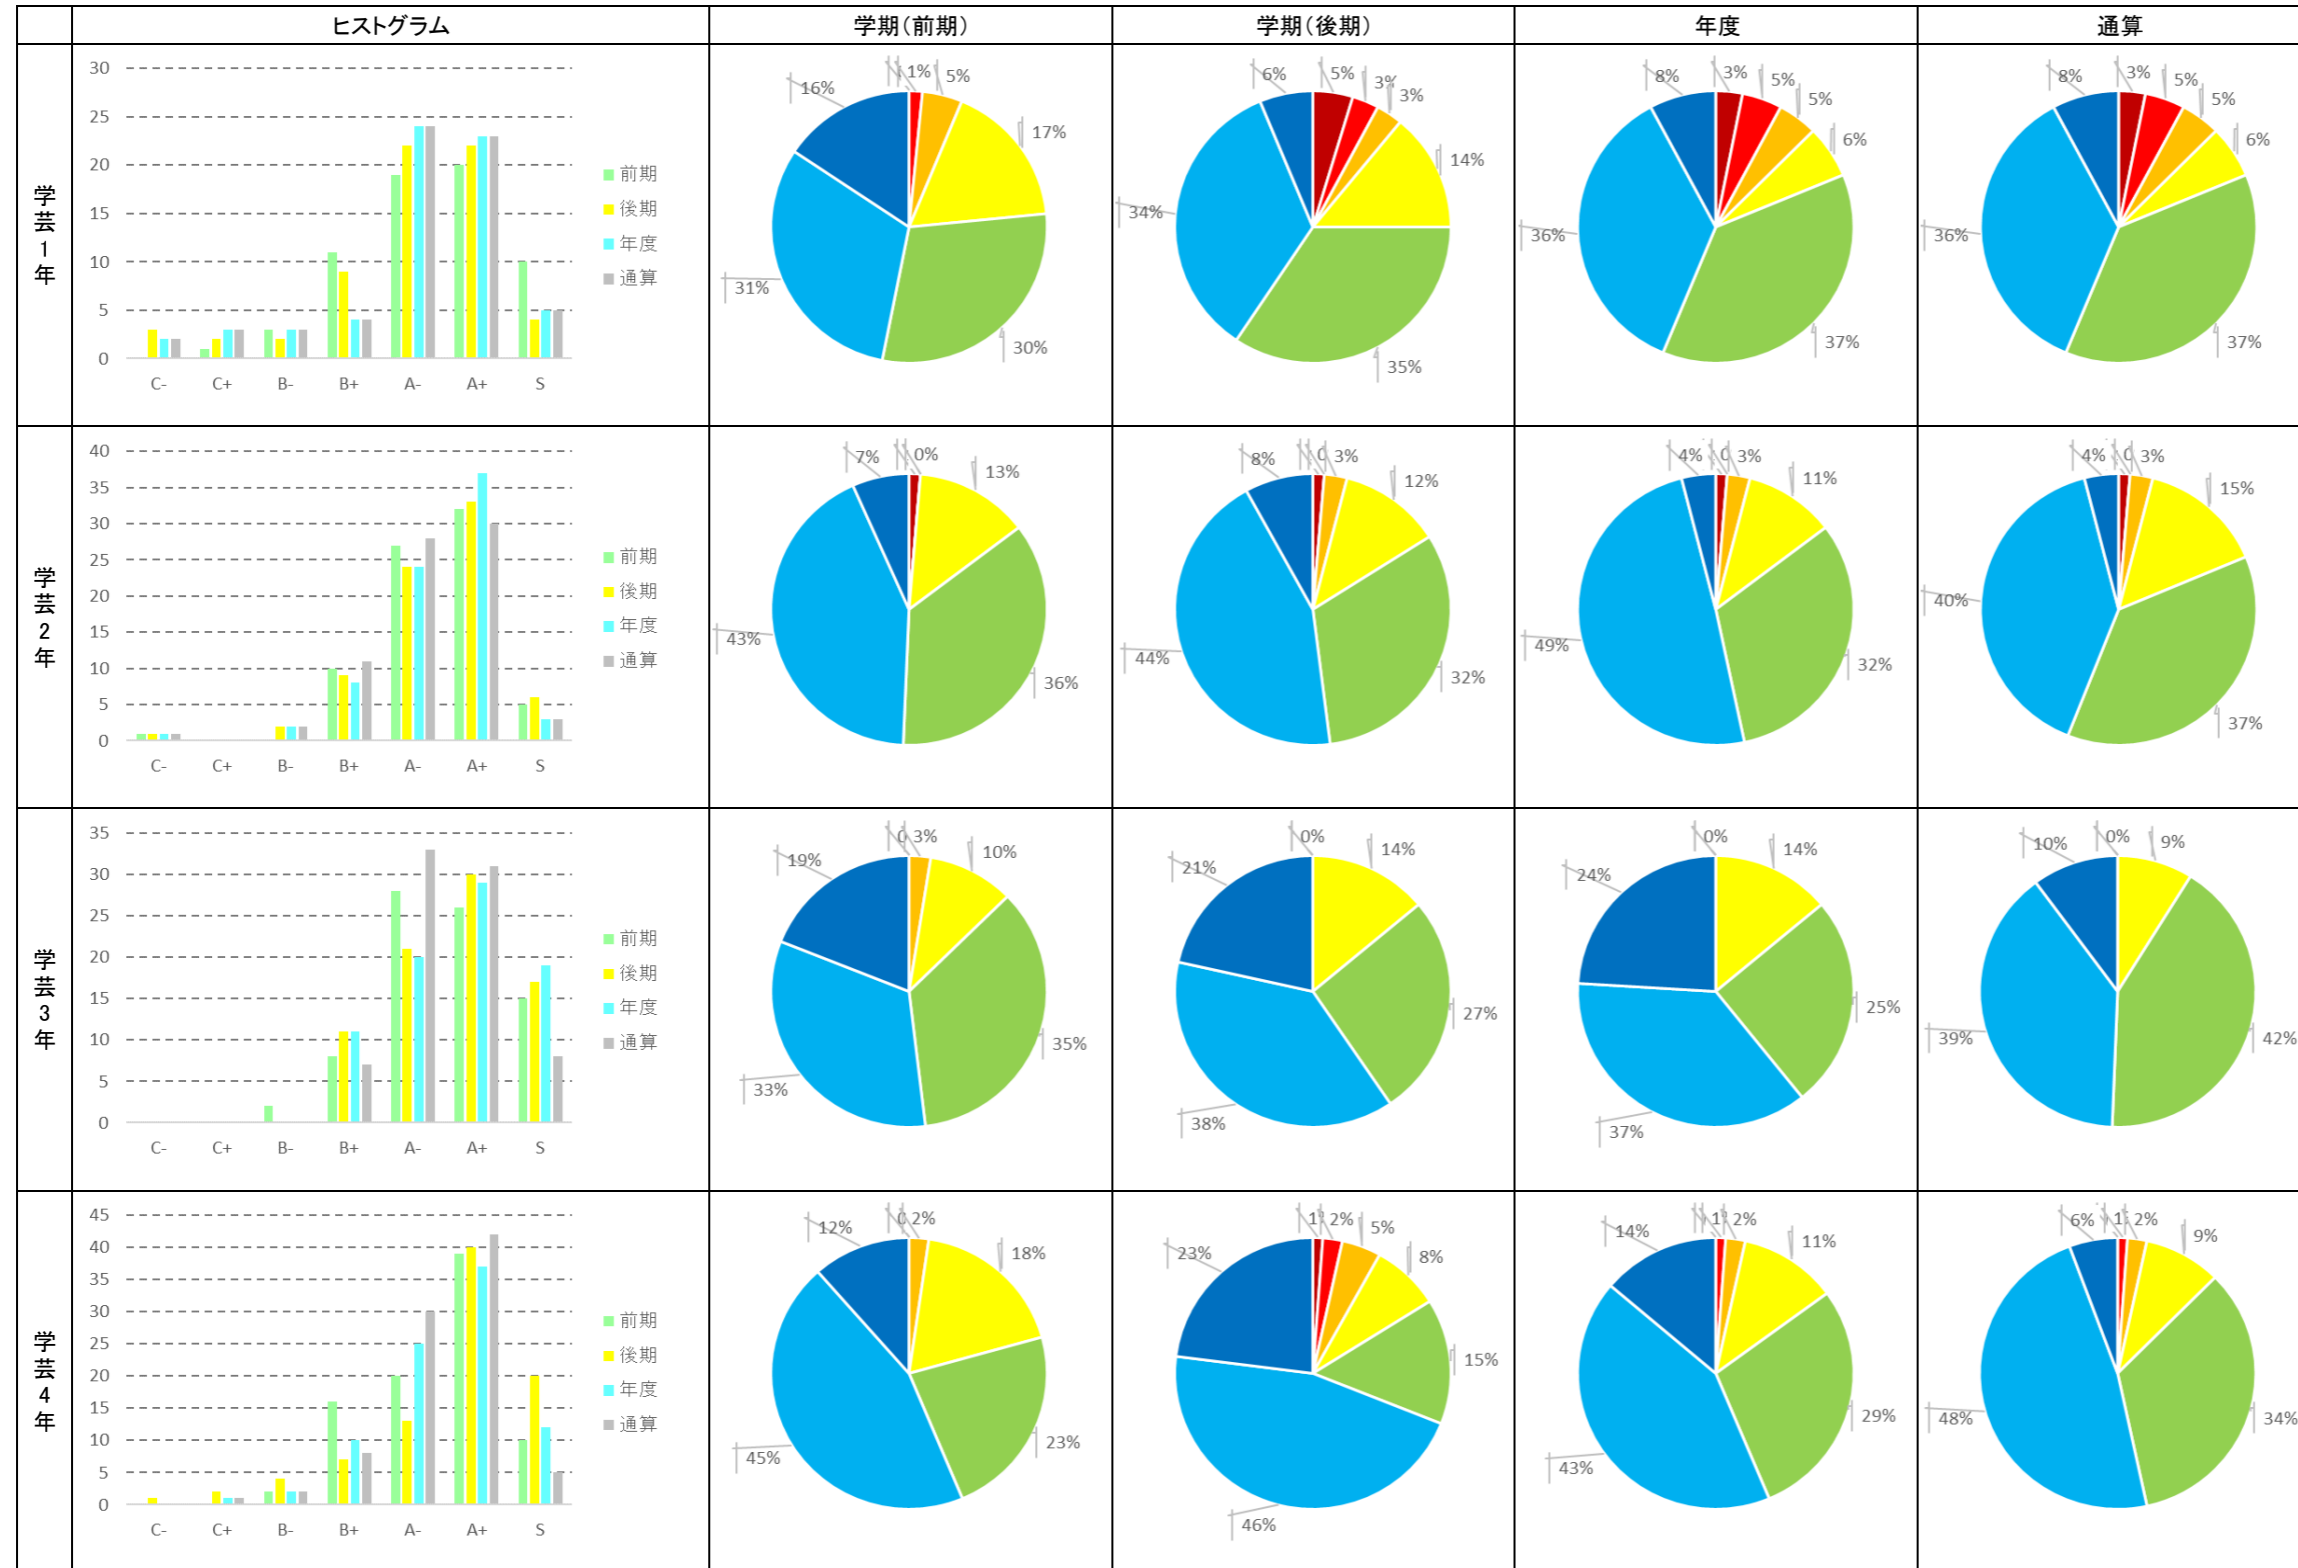 ヒストグラム 学期(前期) 学期(後期) 年度 通算
学芸1年
30
25
20
15
10
5
0
C- C+ B- B+ A- A+ S
前期
後期
年度
通算
1% 5% 17% 30% 31% 16%
5% 3% 3% 14% 35% 34% 6%
3% 5% 5% 6% 37% 36% 8%
3% 5% 5% 6% 37% 36% 8%
学芸2年
40
35
30
25
20
15
10
5
0
C- C+ B- B+ A- A+ S
前期
後期
年度
通算
0% 13% 36% 43% 7%
3% 12% 32% 44% 8%
3% 11% 32% 49% 4%
3% 15% 37% 40% 4%
学芸3年
35
30
25
20
15
10
5
0
C- C+ B- B+ A- A+ S
前期
後期
年度
通算
3% 10% 35% 33% 19%
0% 14% 27% 38% 21%
0% 14% 25% 37% 24%
0% 9% 42% 39% 10%
学芸4年
45
40
35
30
25
20
15
10
5
0
C- C+ B- B+ A- A+ S
前期
後期
年度
通算
2% 18% 23% 45% 12%
2% 5% 8% 15% 46% 23%
2% 11% 29% 43% 14%
2% 9% 34% 48% 6%